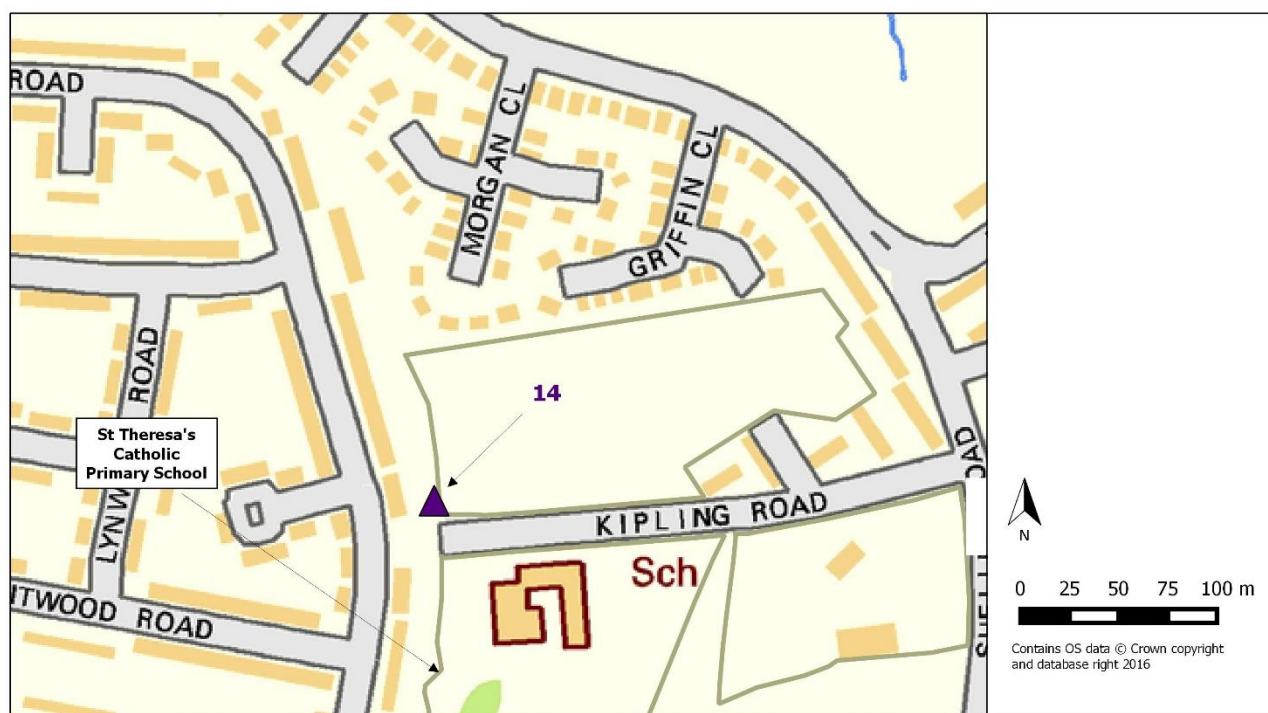 ROAD
MORGAN CL
GRIFFIN CL
ROAD
LYNW
14
St Theresa's
Catholic
Primary School
OAD
KIPLING ROAD
Sch
ITWOOD ROAD
N
0 25 50 75 100 m
Contains OS data © Crown copyright
and database right 2016